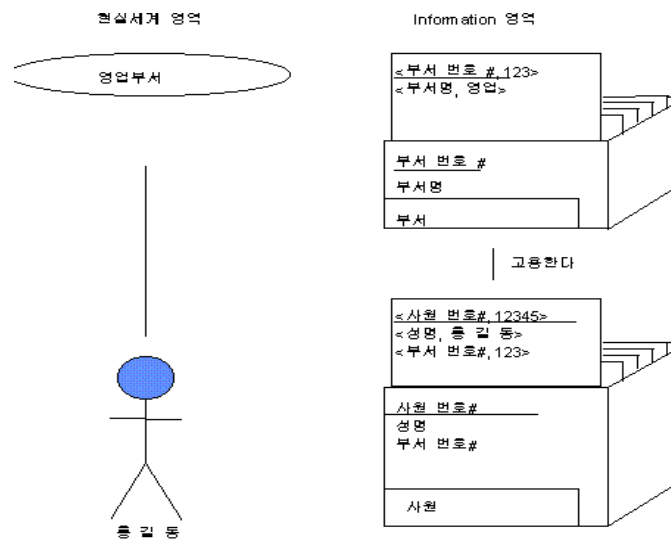 현실세계 영역
영업부서
홍 길 동
Information 영역
<부서 번호 #, 123>
<부서명, 영업>
부서 번호 #
부서명
부서
고용한다
<사원 번호#, 12345>
<성명, 홍 길 동>
<부서 번호#, 123>
사원 번호#
성명
부서 번호#
사원